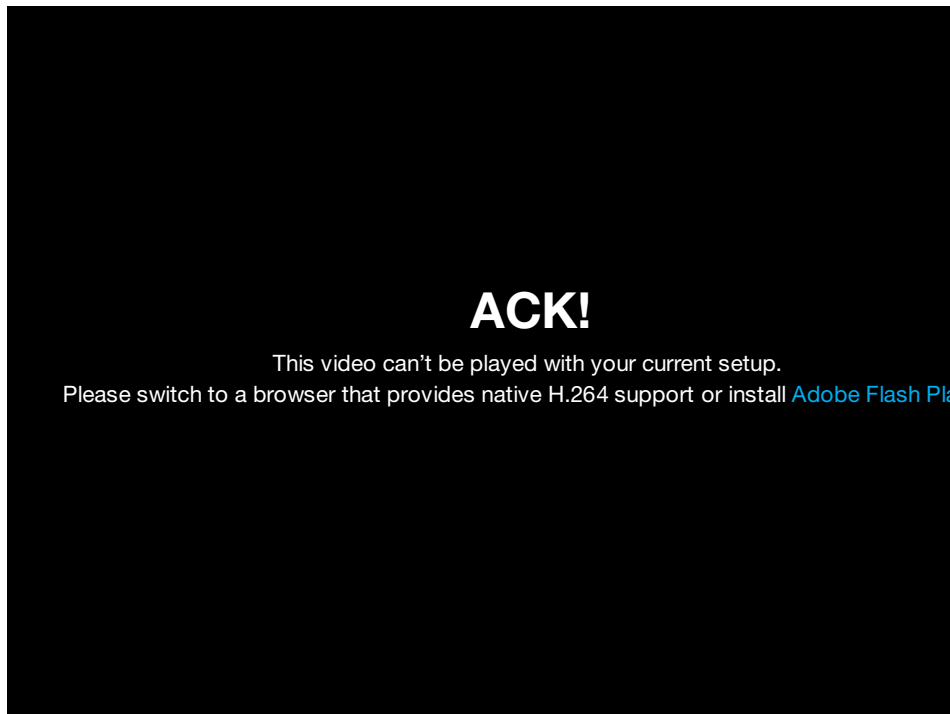 ACK!
This video can’t be played with your current setup.
Please switch to a browser that provides native H.264 support or install Adobe Flash